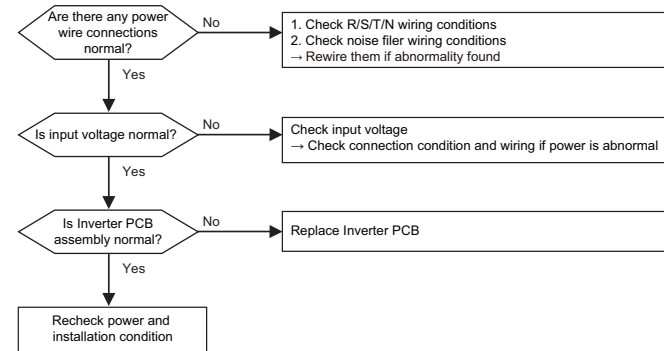 Are there any power
wire connections
normal?
No
1. Check R/S/T/N wiring conditions
2. Check noise filer wiring conditions
→ Rewire them if abnormality found
Yes
Is input voltage normal?
No
Check input voltage
→ Check connection condition and wiring if power is abnormal
Yes
Is Inverter PCB
assembly normal?
No
Replace Inverter PCB
Yes
Recheck power and
installation condition